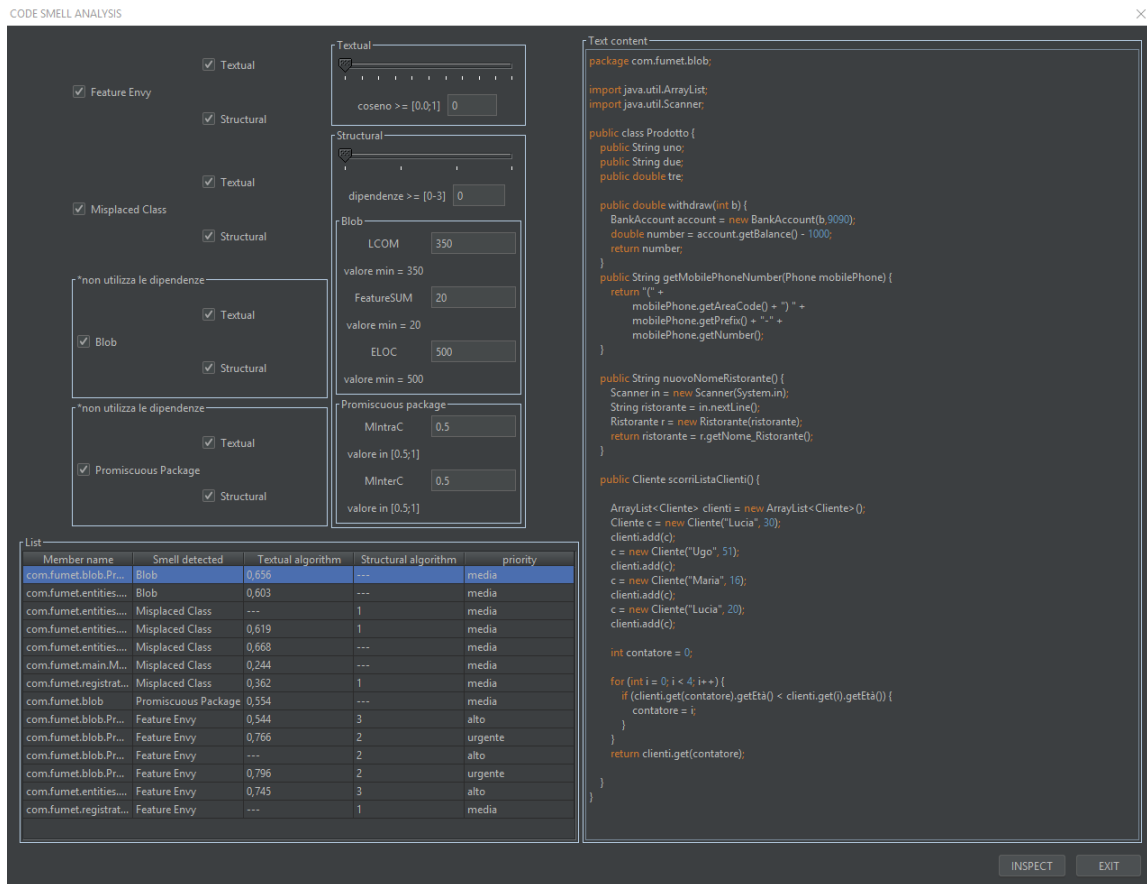 CODE SMELL ANALYSIS
Textual
Feature Envy
Structural
Textual
Misplaced Class
Structural
*non utilizza le dipendenze
Textual
Blob
Structural
*non utilizza le dipendenze
Textual
Promiscuous Package
Structural
Textual
coseno >= [0.0;1] 0
Structural
dipendenze >= [0-3] 0
Blob
LCOM 350
valore min = 350
FeatureSUM 20
valore min = 20
ELOC 500
valore min = 500
Promiscuous package
MIntraC 0.5
valore in [0.5;1]
MInterC 0.5
valore in [0.5;1]
List
Member name Smell detected Textual algorithm Structural algorithm priority
com.fumet.blob.Pr... Blob 0,656 --- media
com.fumet.entities.... Blob 0,603 --- media
com.fumet.entities.... Misplaced Class --- 1 media
com.fumet.entities.... Misplaced Class 0,619 1 media
com.fumet.entities.... Misplaced Class 0,668 --- media
com.fumet.main.M... Misplaced Class 0,244 --- media
com.fumet.registrat... Misplaced Class 0,362 1 media
com.fumet.blob Promiscuous Package 0,554 --- media
com.fumet.blob.Pr... Feature Envy 0,544 3 alto
com.fumet.blob.Pr... Feature Envy 0,766 2 urgente
com.fumet.blob.Pr... Feature Envy --- 2 alto
com.fumet.blob.Pr... Feature Envy 0,796 2 urgente
com.fumet.entities.... Feature Envy 0,745 3 alto
com.fumet.registrat... Feature Envy --- 1 media
Text content
package com.fumet.blob;
import java.util.ArrayList;
import java.util.Scanner;
public class Prodotto {
public String uno;
public String due;
public double tre;
public double withdraw(int b) {
BankAccount account = new BankAccount(b,9090);
double number = account.getBalance() - 1000;
return number;
}
public String getMobilePhoneNumber(Phone mobilePhone) {
return "(" +
mobilePhone.getAreaCode() + ") " +
mobilePhone.getPrefix() + "-" +
mobilePhone.getNumber();
}
public String nuovoNomeRistorante() {
Scanner in = new Scanner(System.in);
String ristorante = in.nextLine();
Ristorante r = new Ristorante(ristorante);
return ristorante = r.getNome_Ristorante();
}
public Cliente scorriListaClienti() {
ArrayList<Cliente> clienti = new ArrayList<Cliente>();
Cliente c = new Cliente("Lucia", 30);
clienti.add(c);
c = new Cliente("Ugo", 51);
clienti.add(c);
c = new Cliente("Maria", 16);
clienti.add(c);
c = new Cliente("Lucia", 20);
clienti.add(c);
int contatore = 0;
for (int i = 0; i < 4; i++) {
if (clienti.get(contatore).getEtà() < clienti.get(i).getEtà()) {
contatore = i;
}
}
return clienti.get(contatore);
}
}
INSPECT
EXIT